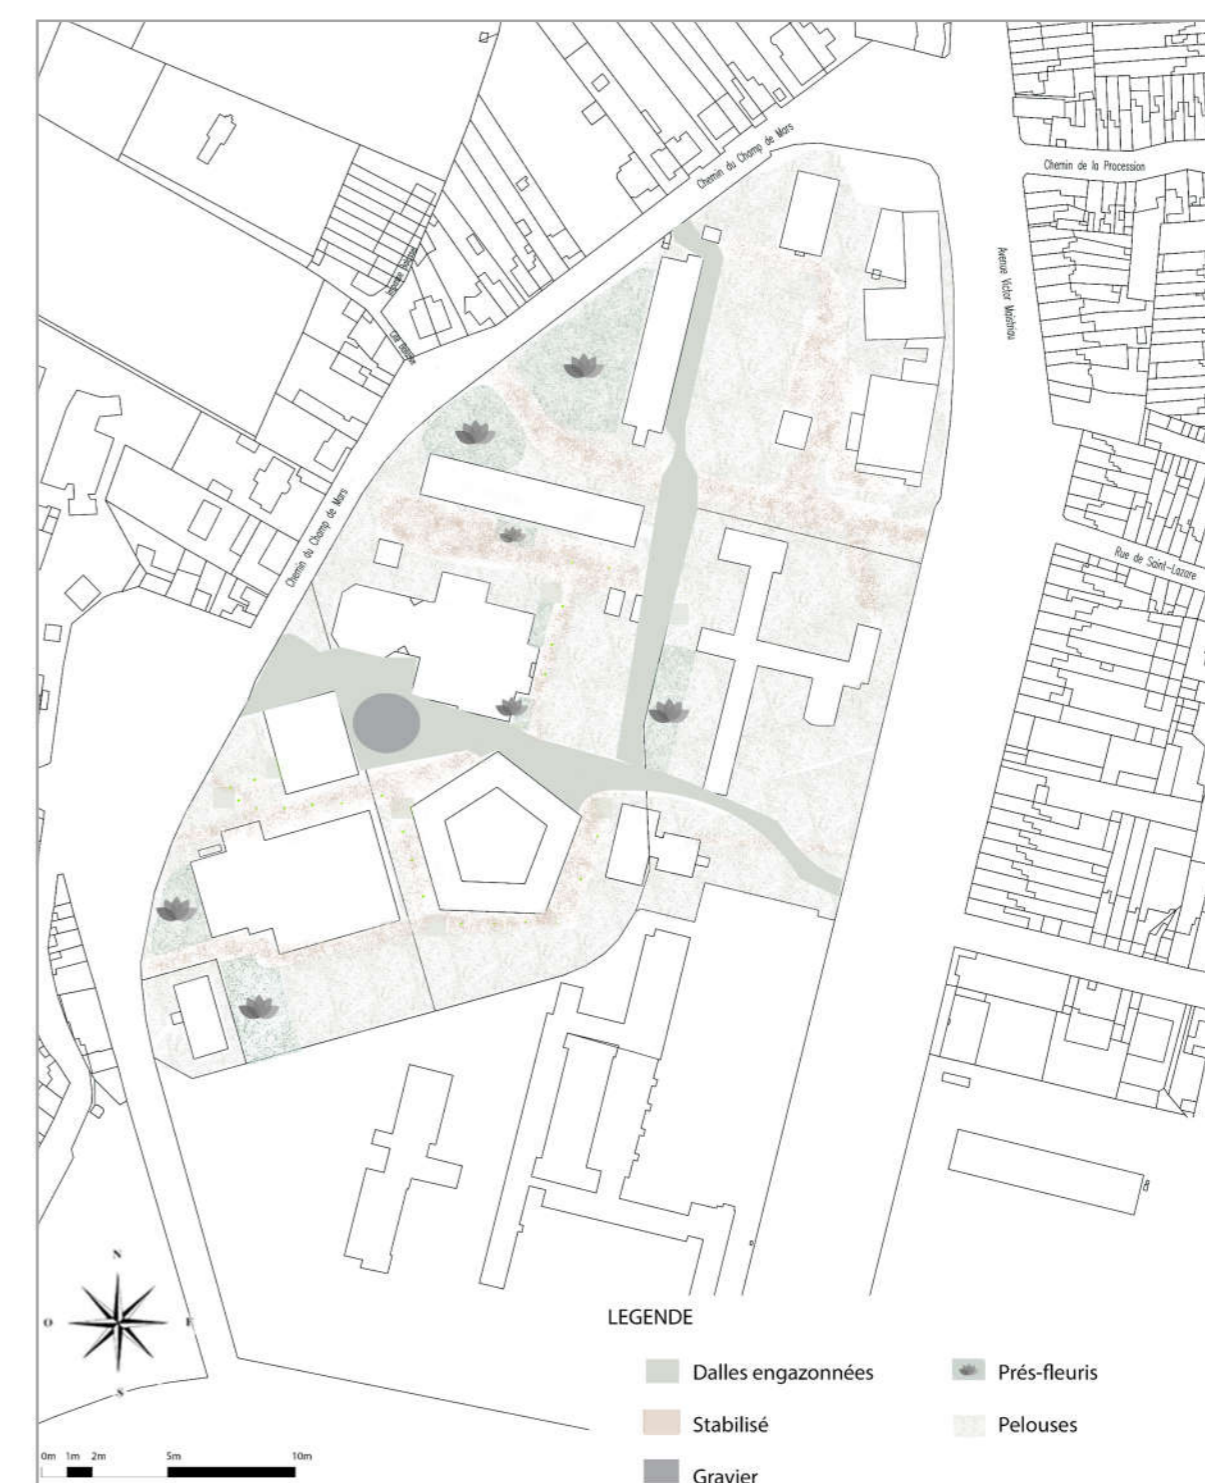 Chemin du Champ de Mars
Chemin de la Procession
Avenue Victor Maistriau
Chemin du Champ de Mars
Rue de Saint-Lazare
N
O
E
S
LEGENDE
Dalles engazonnées
Prés-fleuris
Stabilisé
Pelouses
Gravier
0m 1m 2m 5m 10m